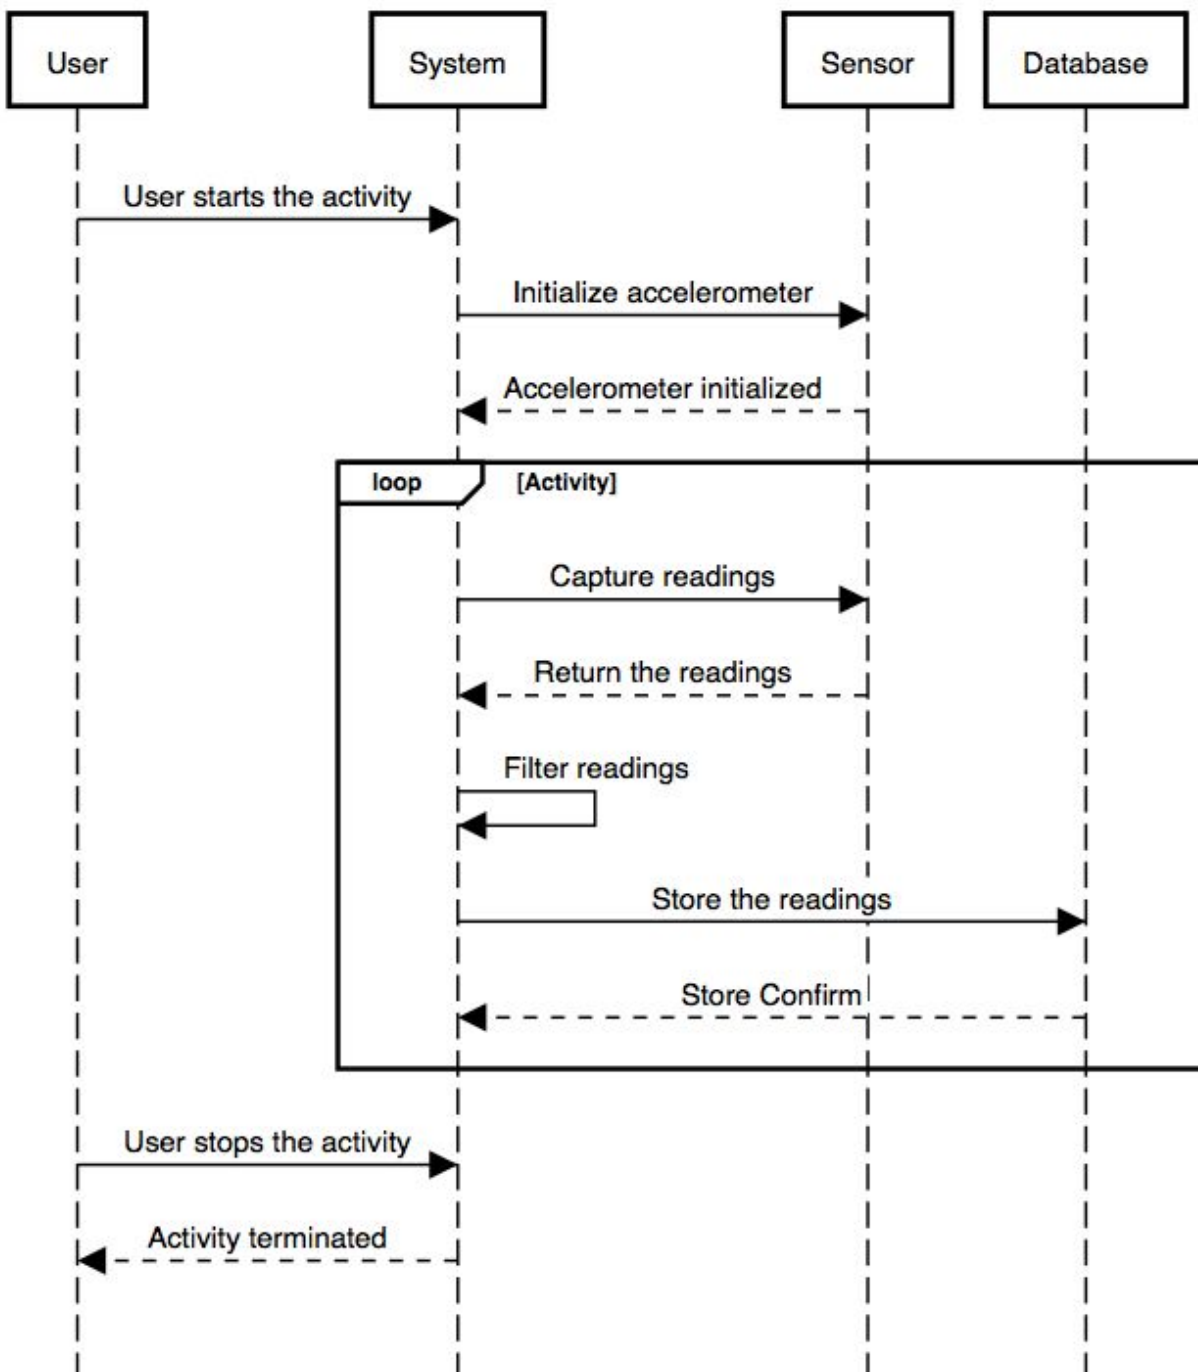 User
System
Sensor
Database
User starts the activity
Initialize accelerometer
Accelerometer initialized
loop
[Activity]
Capture readings
Return the readings
Filter readings
Store the readings
Store Confirm
User stops the activity
Activity terminated